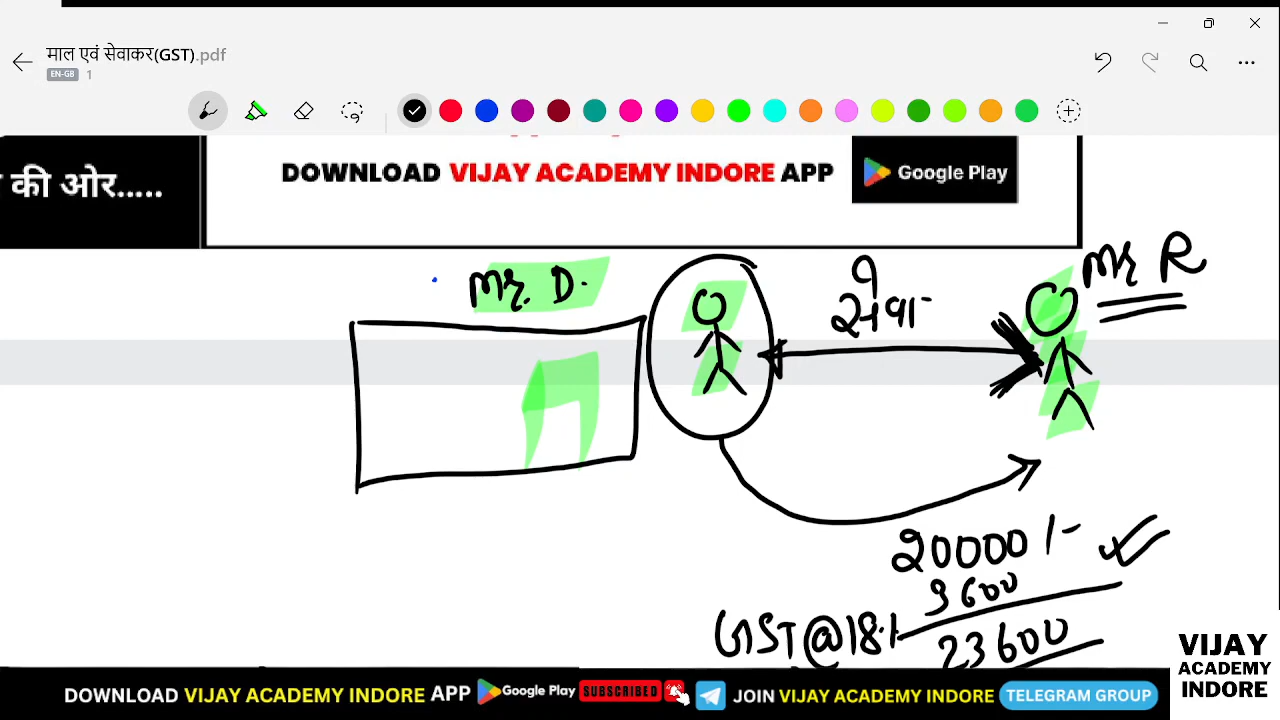 माल एवं सेवाकर(GST).pdf
EN-GB 1
की ओर.....
DOWNLOAD VIJAY ACADEMY INDORE APP
Google Play
Mr. D.
सेवा
Mr R
20000/-
3600
GST@18%
23600
VIJAY
ACADEMY
INDORE
DOWNLOAD VIJAY ACADEMY INDORE APP Google Play SUBSCRIBED JOIN VIJAY ACADEMY INDORE TELEGRAM GROUP